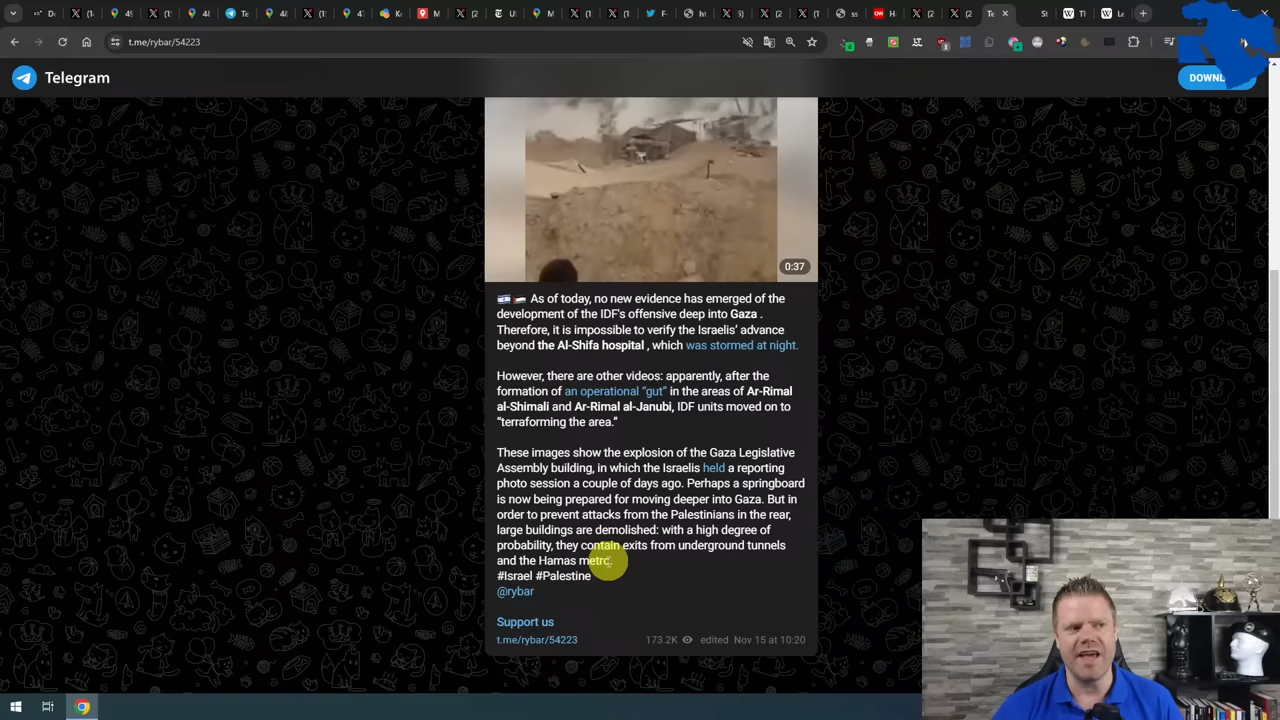 t.me/rybar/54223
Telegram
DOWNL
0:37
As of today, no new evidence has emerged of the
development of the IDF's offensive deep into Gaza .
Therefore, it is impossible to verify the Israelis' advance
beyond the Al-Shifa hospital , which was stormed at night.
However, there are other videos: apparently, after the
formation of an operational "gut" in the areas of Ar-Rimal
al-Shimali and Ar-Rimal al-Janubi, IDF units moved on to
"terraforming the area."
These images show the explosion of the Gaza Legislative
Assembly building, in which the Israelis held a reporting
photo session a couple of days ago. Perhaps a springboard
is now being prepared for moving deeper into Gaza. But in
order to prevent attacks from the Palestinians in the rear,
large buildings are demolished: with a high degree of
probability, they contain exits from underground tunnels
and the Hamas metro.
#Israel #Palestine
@rybar
Support us
t.me/rybar/54223 173.2K edited Nov 15 at 10:20